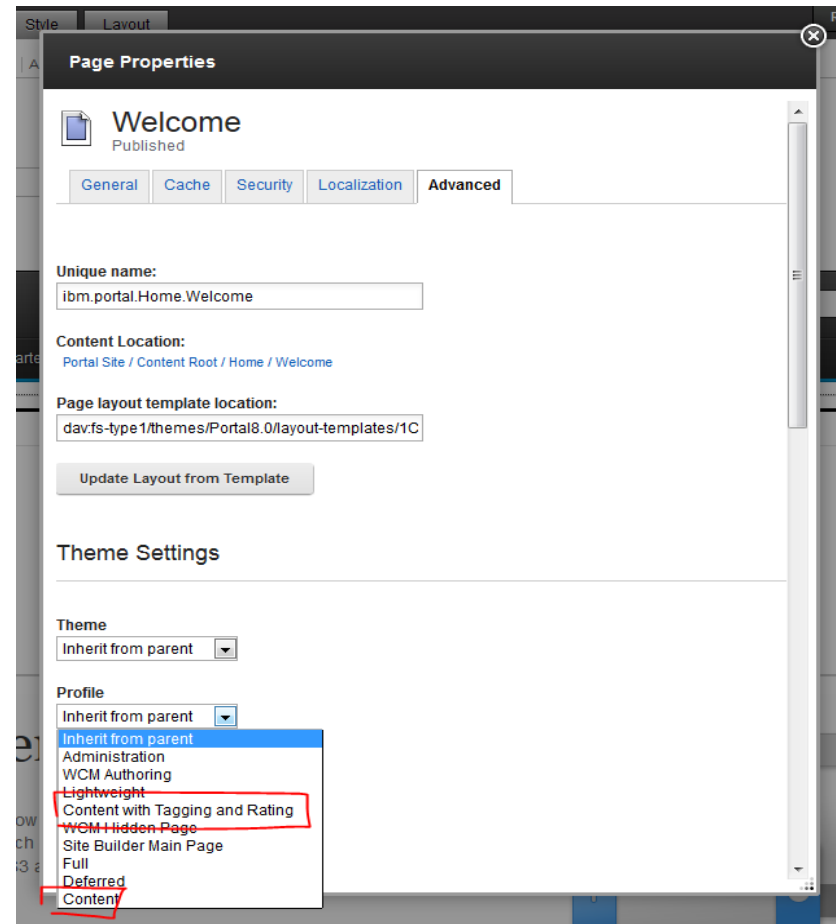 Style Layout
A
Page Properties
Welcome
Published
General Cache Security Localization Advanced
Unique name:
ibm.portal.Home.Welcome
arte
Content Location:
Portal Site / Content Root / Home / Welcome
Page layout template location:
dav:fs-type1/themes/Portal8.0/layout-templates/1C
Update Layout from Template
Theme Settings
Theme
Inherit from parent
Profile
Inherit from parent
Inherit from parent
Administration
WCM Authoring
Lightweight
Content with Tagging and Rating
WCM Hidden Page
Site Builder Main Page
Full
Deferred
Content
ow
ch